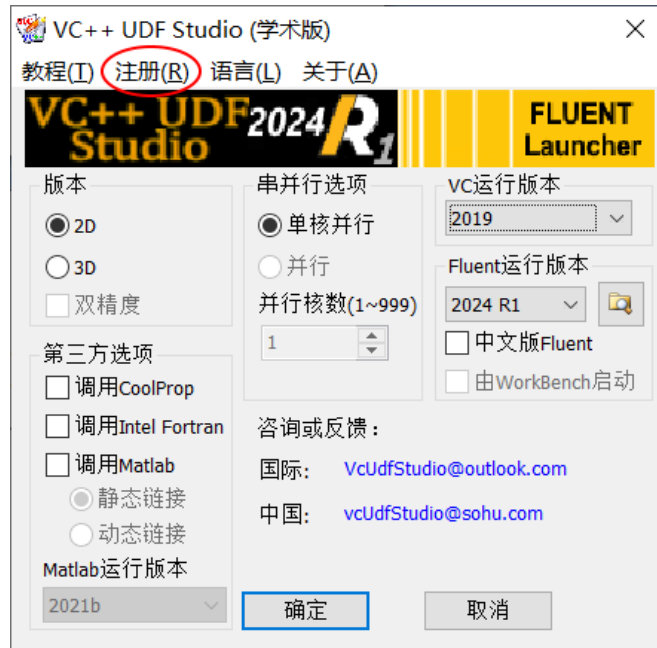 VC++ UDF Studio (学术版)
教程(T) 注册(R) 语言(L) 关于(A)
VC++ UDF Studio 2024 R1
FLUENT Launcher
版本
2D
3D
双精度
第三方选项
调用CoolProp
调用Intel Fortran
调用Matlab
静态链接
动态链接
Matlab运行版本
2021b
串并行选项
单核并行
并行
并行核数(1~999)
1
VC运行版本
2019
Fluent运行版本
2024 R1
中文版Fluent
由WorkBench启动
咨询或反馈：
国际: VcUdfStudio@outlook.com
中国: vcUdfStudio@sohu.com
确定
取消